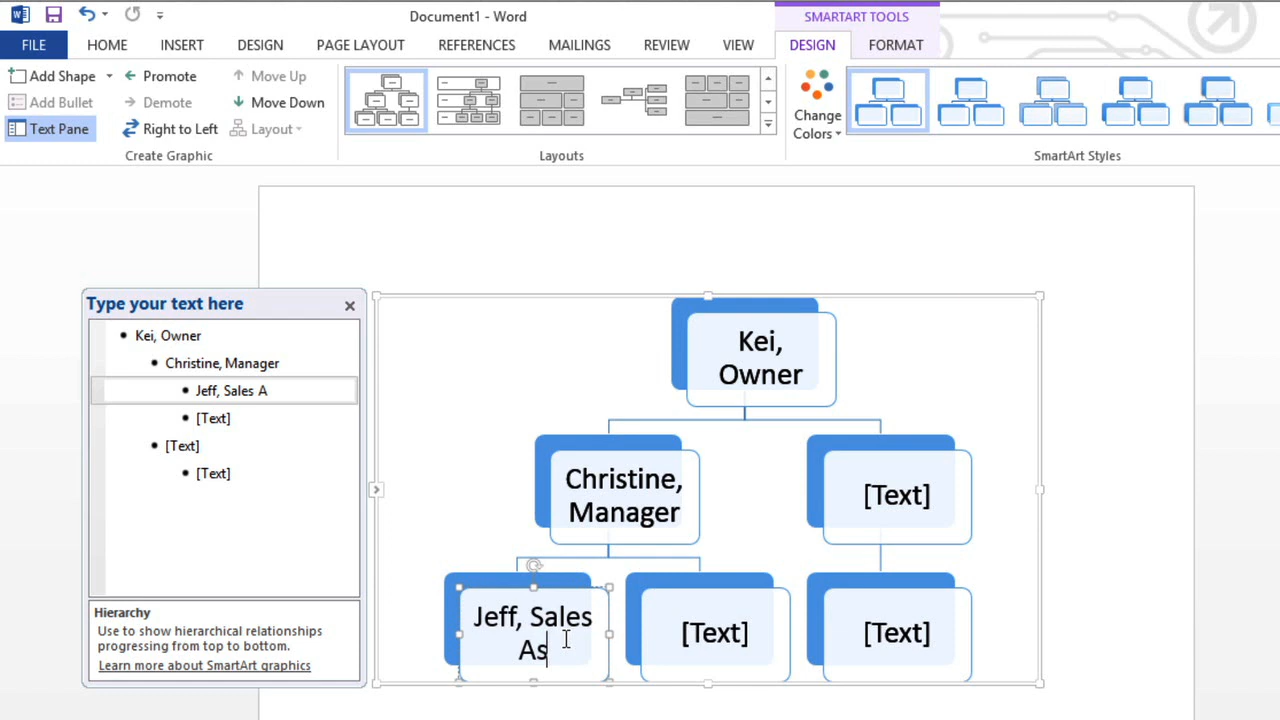 Document1 - Word
SMARTART TOOLS
FILE
HOME
INSERT
DESIGN
PAGE LAYOUT
REFERENCES
MAILINGS
REVIEW
VIEW
DESIGN
FORMAT
Add Shape
Promote
Move Up
Add Bullet
Demote
Move Down
Text Pane
Right to Left
Layout
Change
Colors
Create Graphic
Layouts
SmartArt Styles
Type your text here
Kei, Owner
Christine, Manager
Jeff, Sales A
[Text]
[Text]
[Text]
Hierarchy
Use to show hierarchical relationships
progressing from top to bottom.
Learn more about SmartArt graphics
Kei,
Owner
Christine,
Manager
[Text]
Jeff, Sales
As
[Text]
[Text]